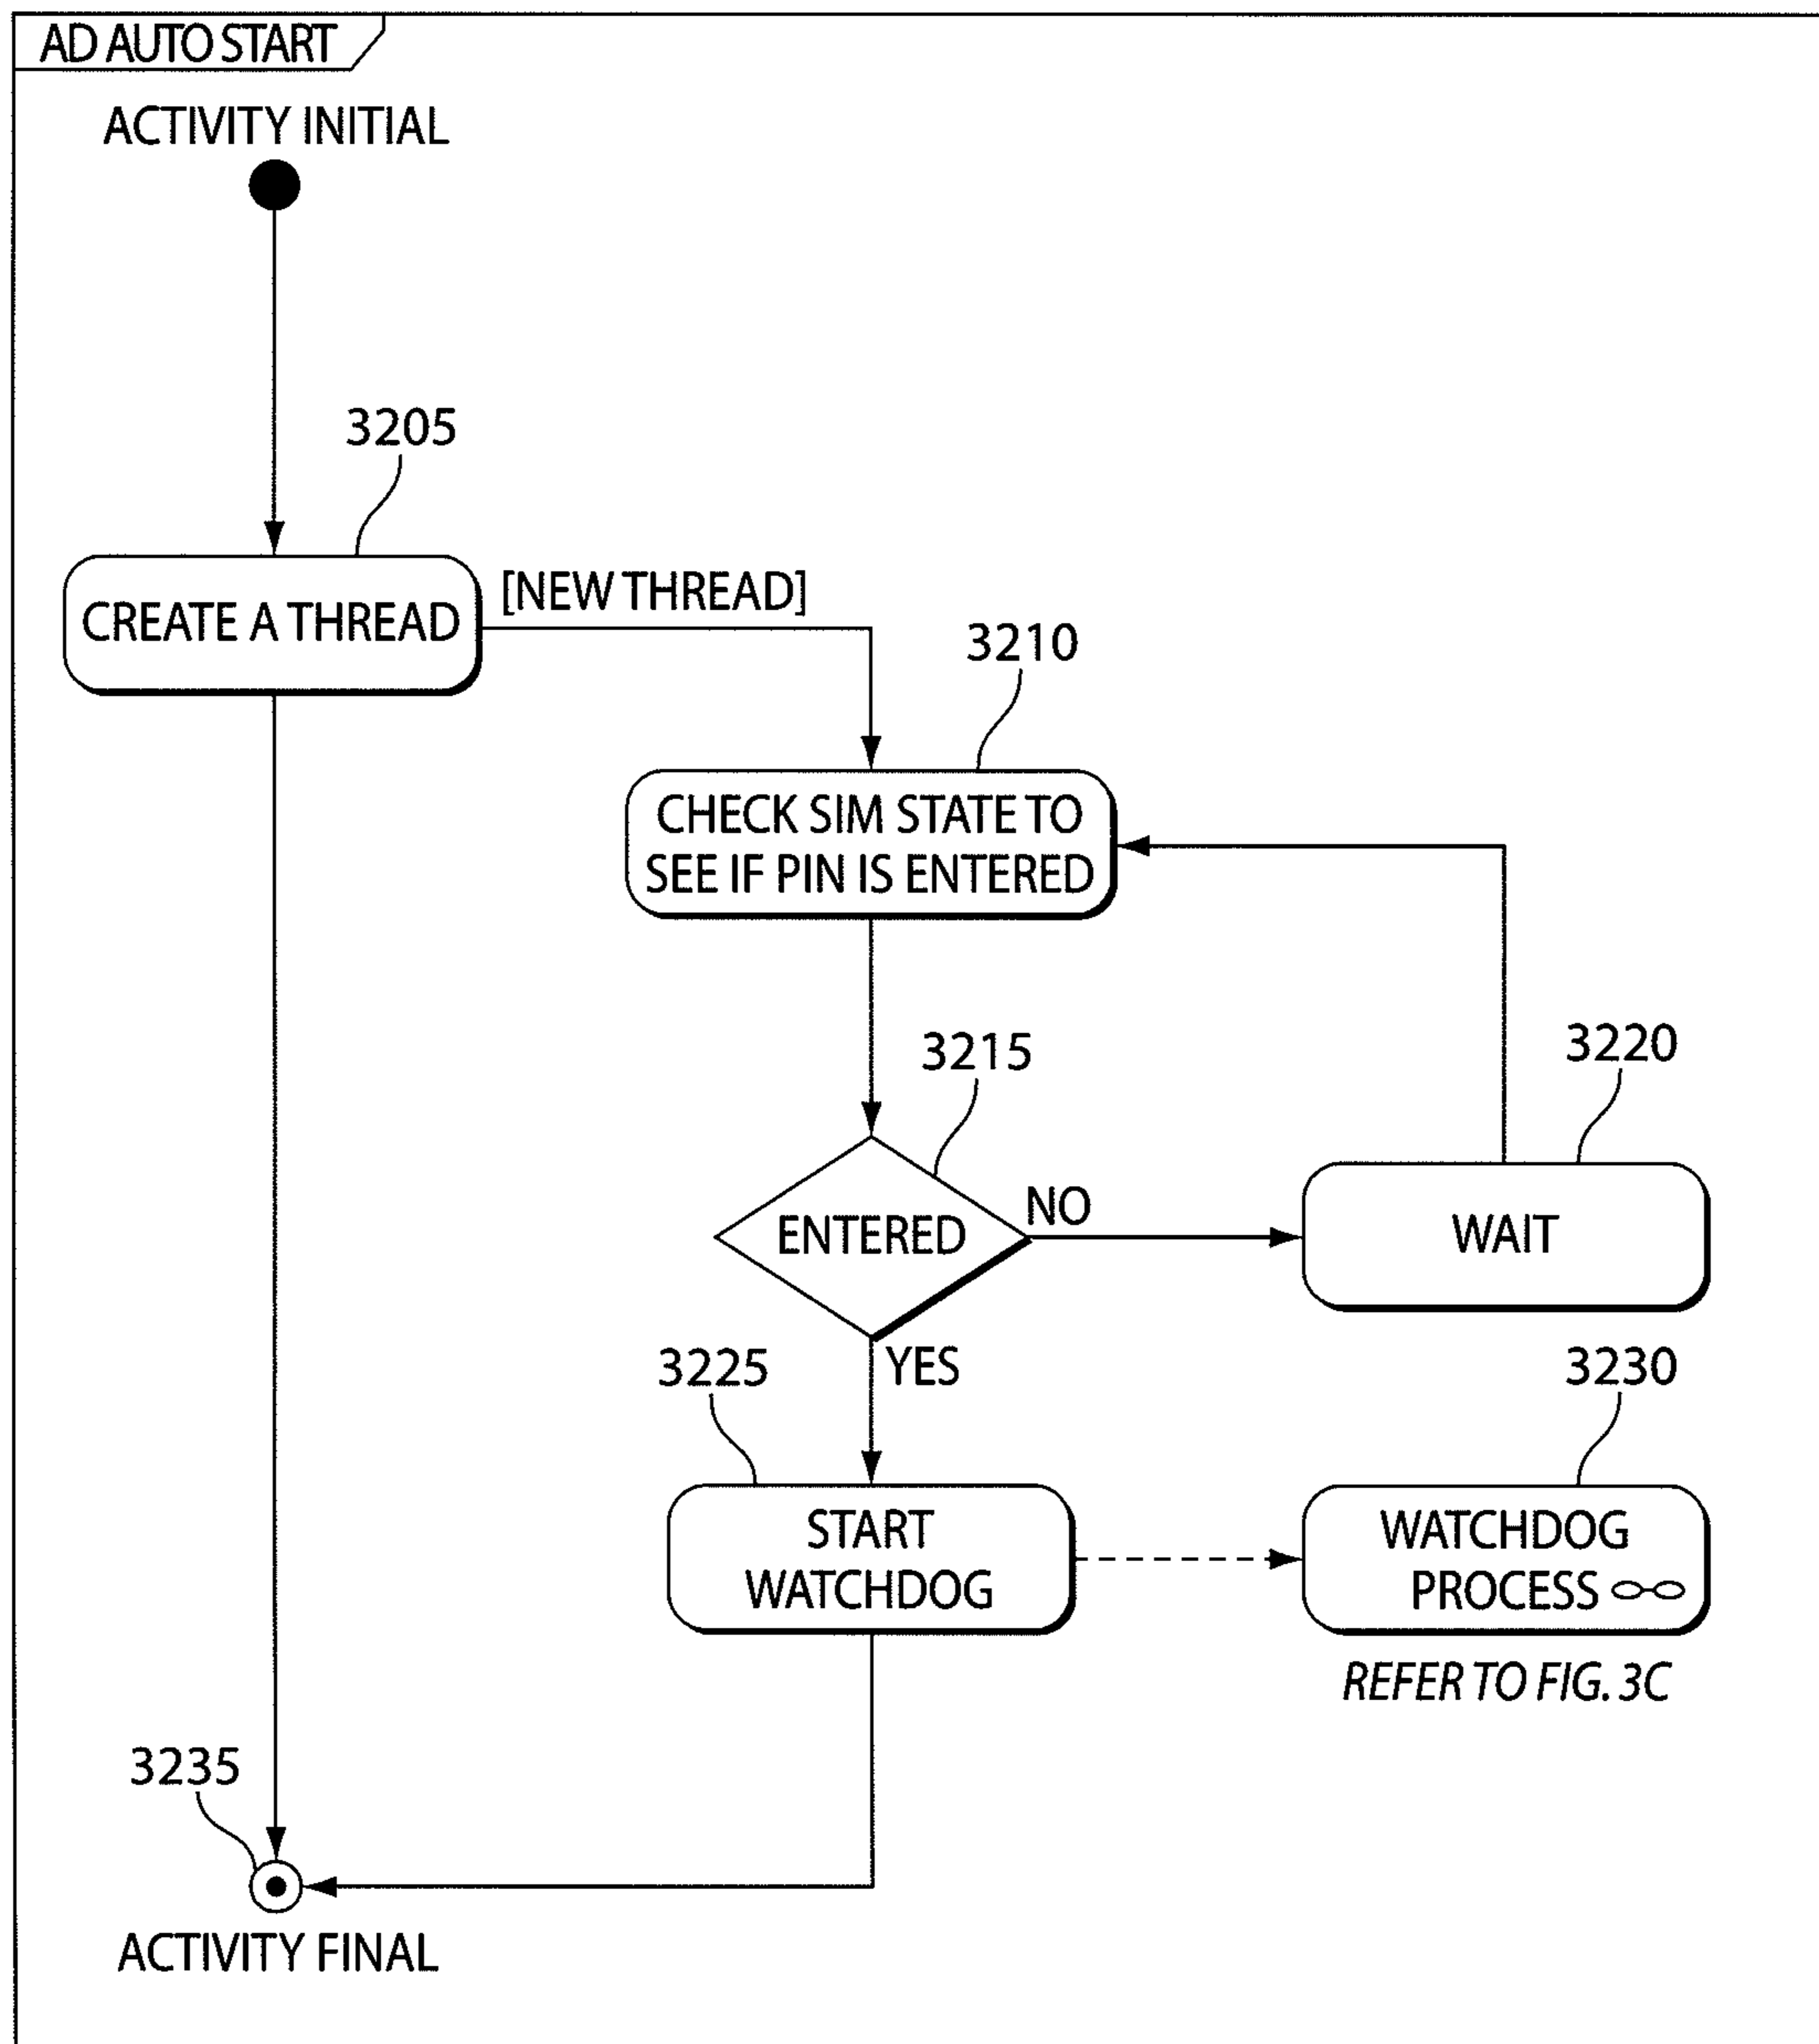 AD AUTO START
ACTIVITY INITIAL
3205
CREATE A THREAD
[NEW THREAD]
3210
CHECK SIM STATE TO
SEE IF PIN IS ENTERED
3215
ENTERED
NO
3220
WAIT
YES
3225
START
WATCHDOG
3230
WATCHDOG
PROCESS
REFER TO FIG. 3C
3235
ACTIVITY FINAL